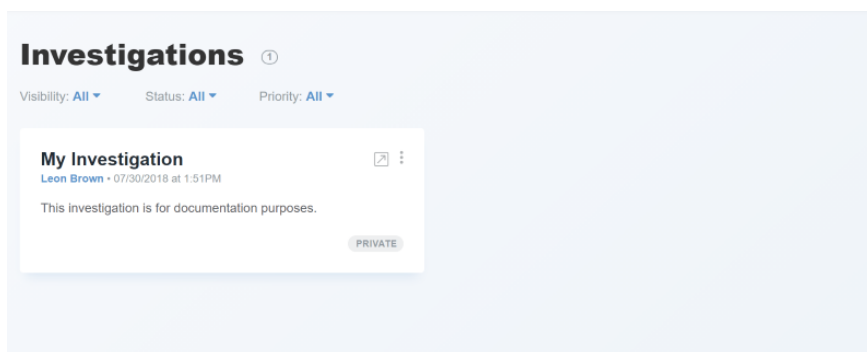 Investigations 1
Visibility: All Status: All Priority: All
My Investigation
Leon Brown • 07/30/2018 at 1:51PM
This investigation is for documentation purposes.
PRIVATE